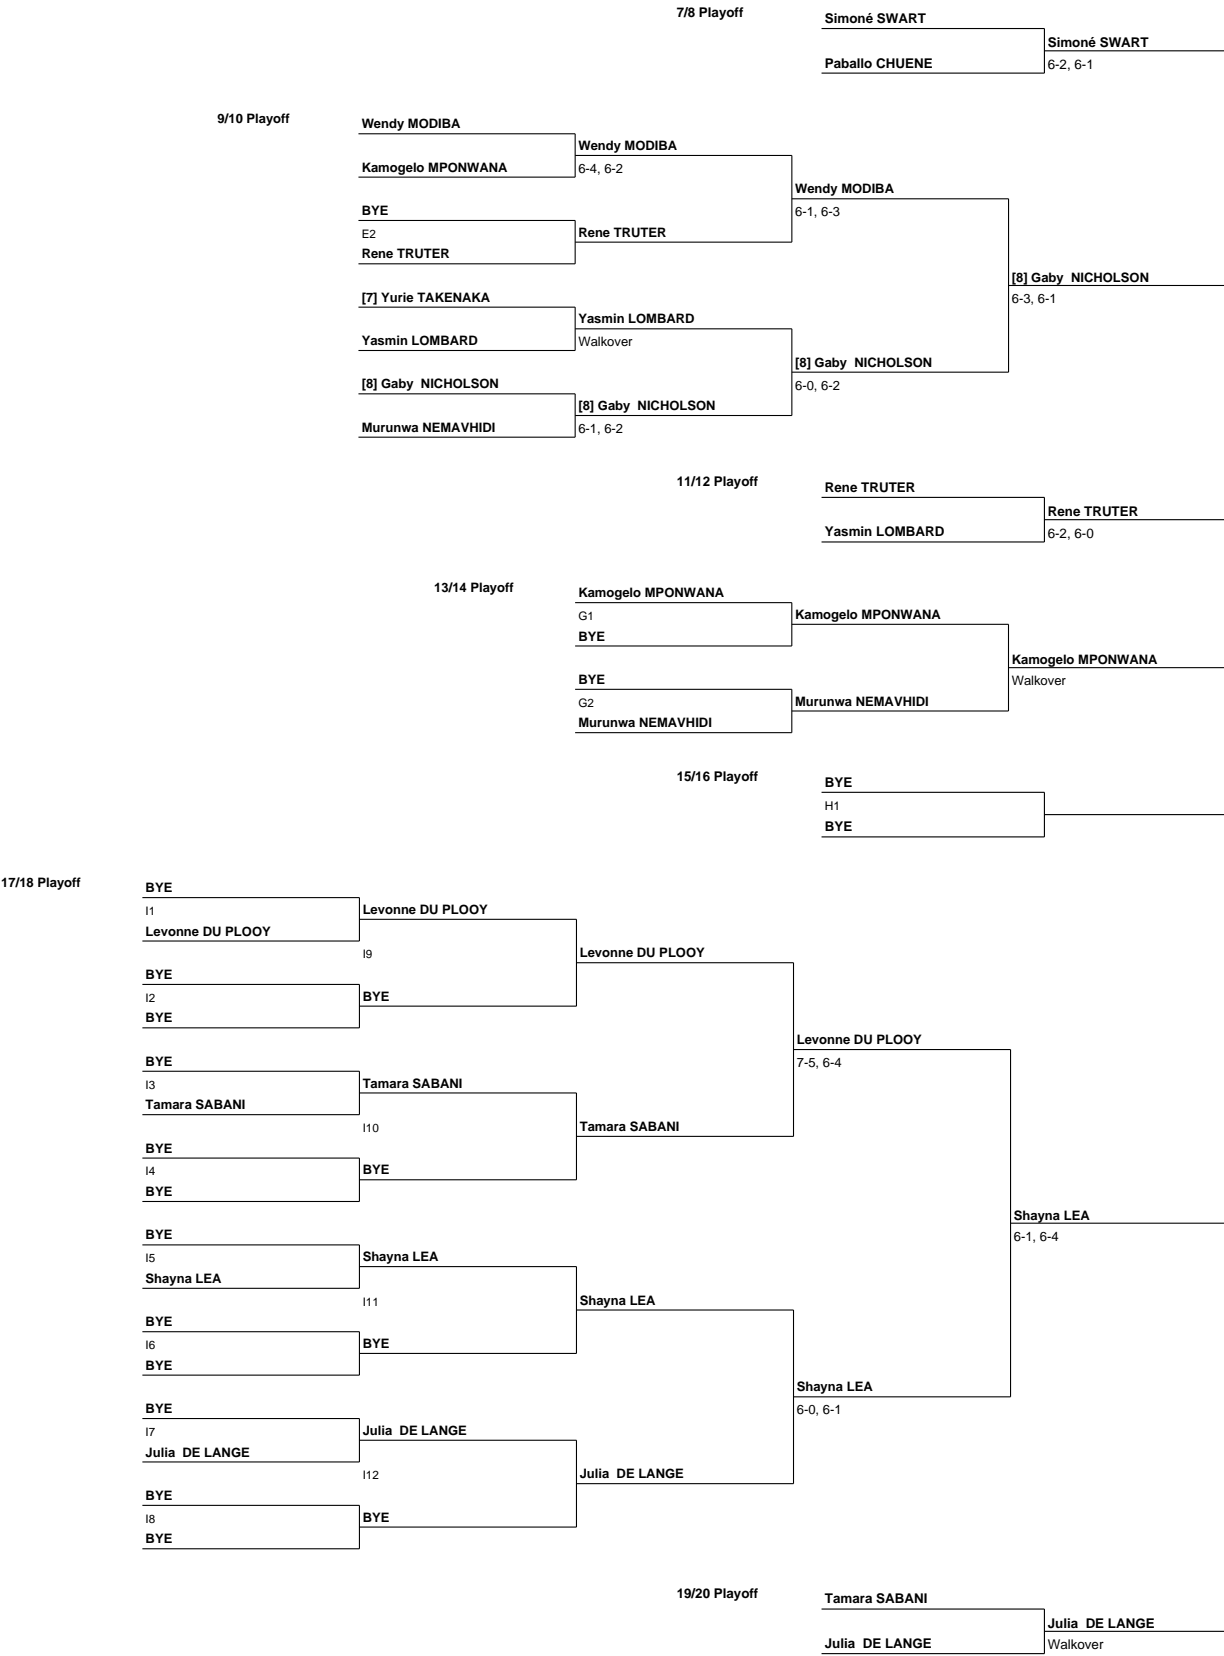 7/8 Playoff
Simoné SWART
Simoné SWART
Paballo CHUENE
6-2, 6-1
9/10 Playoff
Wendy MODIBA
Wendy MODIBA
Kamogelo MPONWANA
6-4, 6-2
Wendy MODIBA
BYE
6-1, 6-3
E2
Rene TRUTER
Rene TRUTER
[8] Gaby  NICHOLSON
[7] Yurie TAKENAKA
6-3, 6-1
Yasmin LOMBARD
Yasmin LOMBARD
Walkover
[8] Gaby  NICHOLSON
[8] Gaby  NICHOLSON
6-0, 6-2
[8] Gaby  NICHOLSON
Murunwa NEMAVHIDI
6-1, 6-2
11/12 Playoff
Rene TRUTER
Rene TRUTER
Yasmin LOMBARD
6-2, 6-0
13/14 Playoff
Kamogelo MPONWANA
G1
Kamogelo MPONWANA
BYE
Kamogelo MPONWANA
BYE
Walkover
G2
Murunwa NEMAVHIDI
Murunwa NEMAVHIDI
15/16 Playoff
BYE
H1
BYE
17/18 Playoff
BYE
I1
Levonne DU PLOOY
Levonne DU PLOOY
I9
Levonne DU PLOOY
BYE
I2
BYE
BYE
Levonne DU PLOOY
BYE
7-5, 6-4
I3
Tamara SABANI
Tamara SABANI
I10
Tamara SABANI
BYE
I4
BYE
BYE
Shayna LEA
BYE
6-1, 6-4
I5
Shayna LEA
Shayna LEA
I11
Shayna LEA
BYE
I6
BYE
BYE
Shayna LEA
BYE
6-0, 6-1
I7
Julia  DE LANGE
Julia  DE LANGE
I12
Julia  DE LANGE
BYE
I8
BYE
BYE
19/20 Playoff
Tamara SABANI
Julia  DE LANGE
Julia  DE LANGE
Walkover